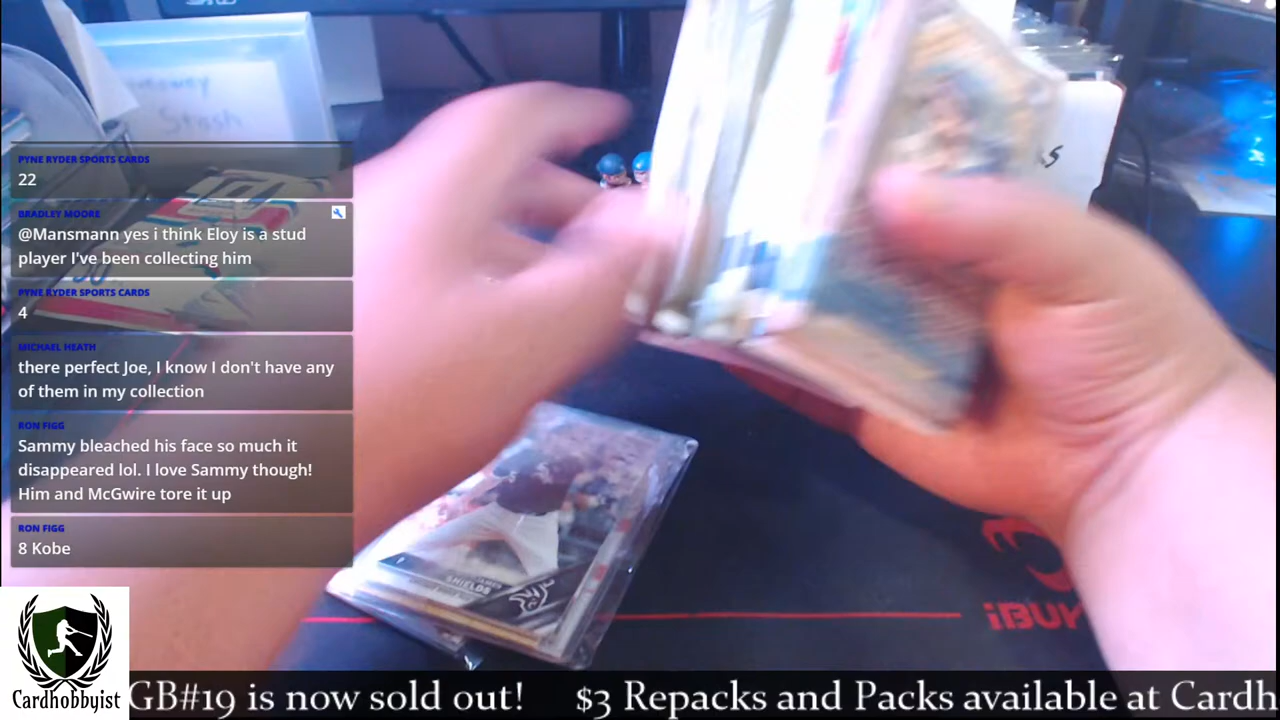 Stash
PYNE RYDER SPORTS CARDS
22
BRADLEY MOORE
@Mansmann yes i think Eloy is a stud
player I've been collecting him
PYNE RYDER SPORTS CARDS
4
MICHAEL HEATH
there perfect Joe, I know I don't have any
of them in my collection
RON FIGG
Sammy bleached his face so much it
disappeared lol. I love Sammy though!
Him and McGwire tore it up
RON FIGG
8 Kobe
SHIELDS
iBUY
Cardhobbyist
GB#19 is now sold out! $3 Repacks and Packs available at Cardh